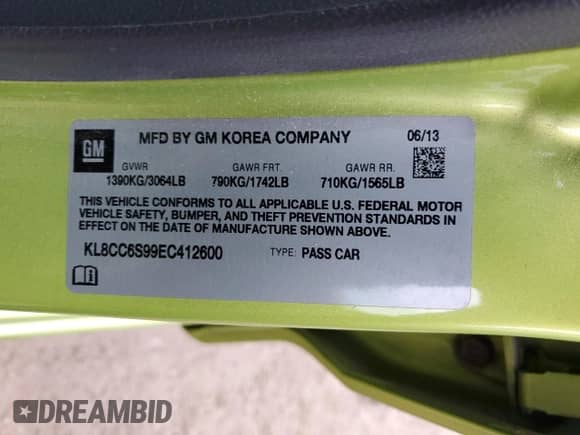 GM
MFD BY GM KOREA COMPANY 06/13
GVWR GAWR FRT. GAWR RR.
1390KG/3064LB 790KG/1742LB 710KG/1565LB
THIS VEHICLE CONFORMS TO ALL APPLICABLE U.S. FEDERAL MOTOR
VEHICLE SAFETY, BUMPER, AND THEFT PREVENTION STANDARDS IN
EFFECT ON THE DATE OF MANUFACTURE SHOWN ABOVE.
KL8CC6S99EC412600 TYPE: PASS CAR
DREAMBID